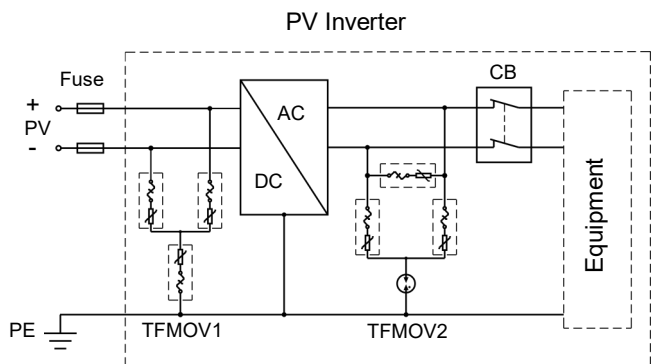 PV Inverter
Fuse
CB
+
PV
-
AC
DC
Equipment
PE
TFMOV1
TFMOV2